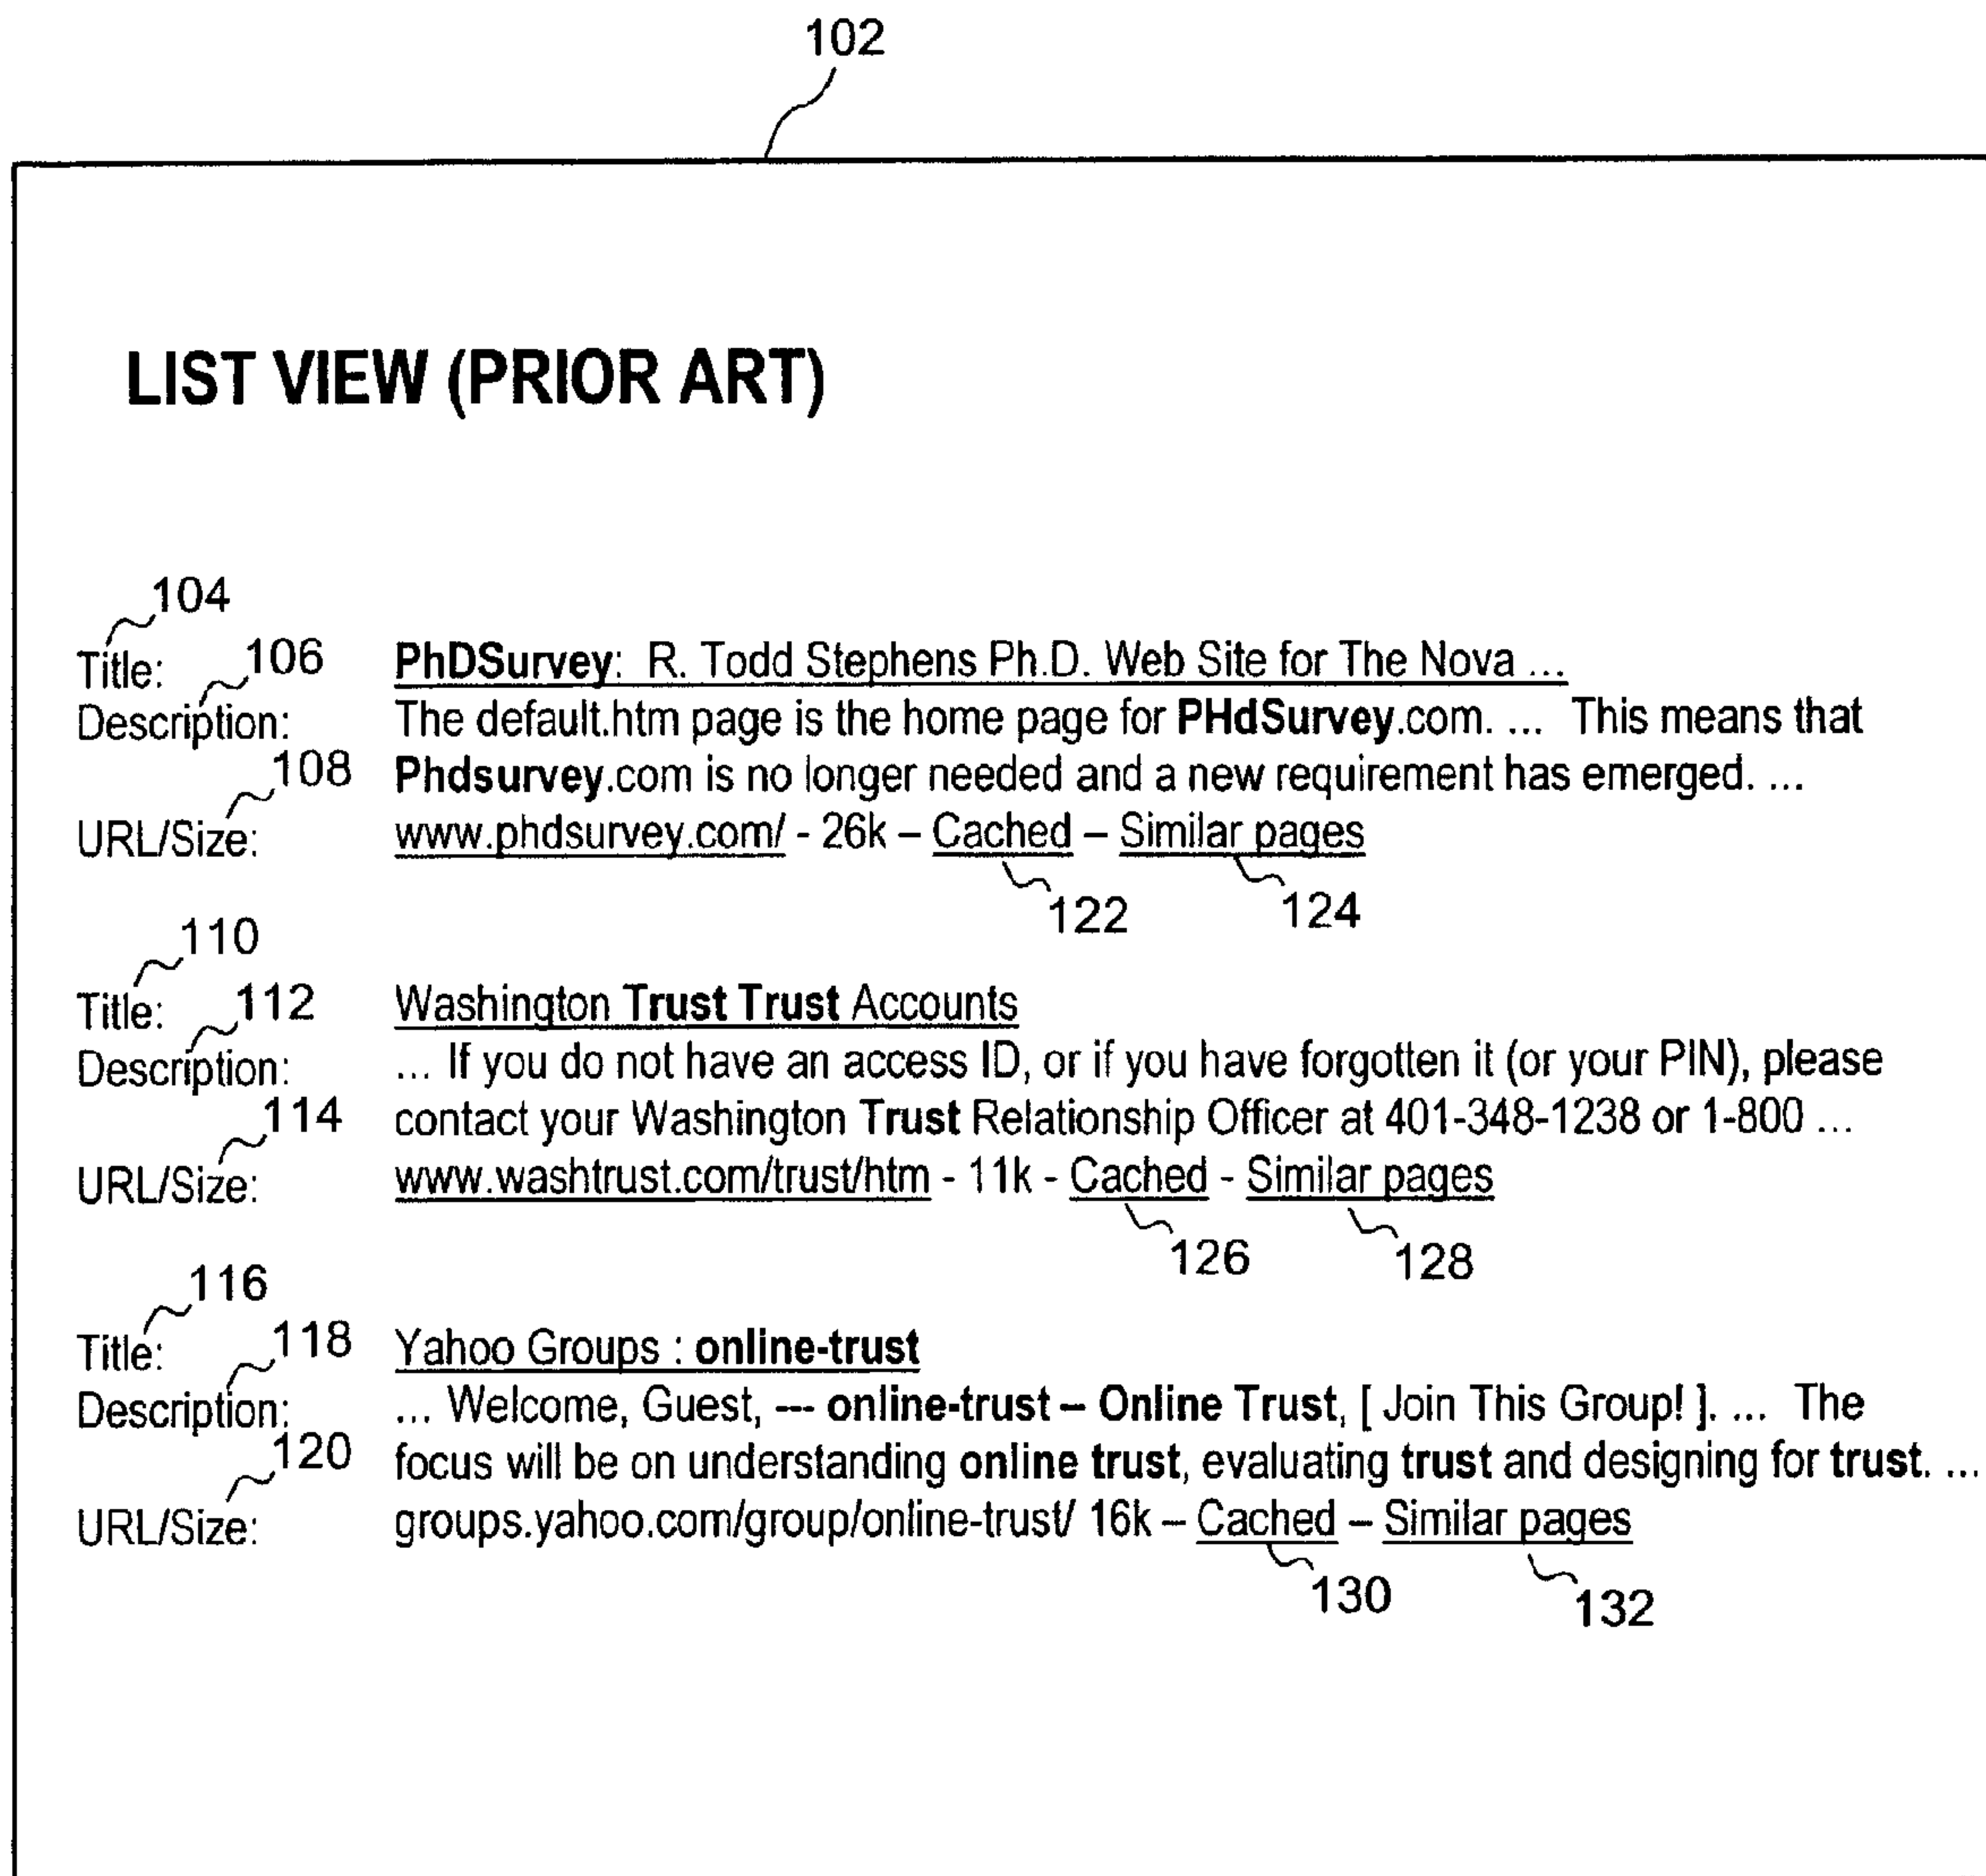 102
LIST VIEW (PRIOR ART)
104
Title: 106 PhDSurvey: R. Todd Stephens Ph.D. Web Site for The Nova ...
Description: The default.htm page is the home page for PHdSurvey.com. ... This means that
108 Phdsurvey.com is no longer needed and a new requirement has emerged. ...
URL/Size: www.phdsurvey.com/ - 26k – Cached – Similar pages
122 124
110
Title: 112 Washington Trust Trust Accounts
Description: ... If you do not have an access ID, or if you have forgotten it (or your PIN), please
114 contact your Washington Trust Relationship Officer at 401-348-1238 or 1-800 ...
URL/Size: www.washtrust.com/trust/htm - 11k - Cached - Similar pages
126 128
116
Title: 118 Yahoo Groups : online-trust
Description: ... Welcome, Guest, --- online-trust – Online Trust, [ Join This Group! ]. ... The
120 focus will be on understanding online trust, evaluating trust and designing for trust. ...
URL/Size: groups.yahoo.com/group/online-trust/ 16k – Cached – Similar pages
130 132